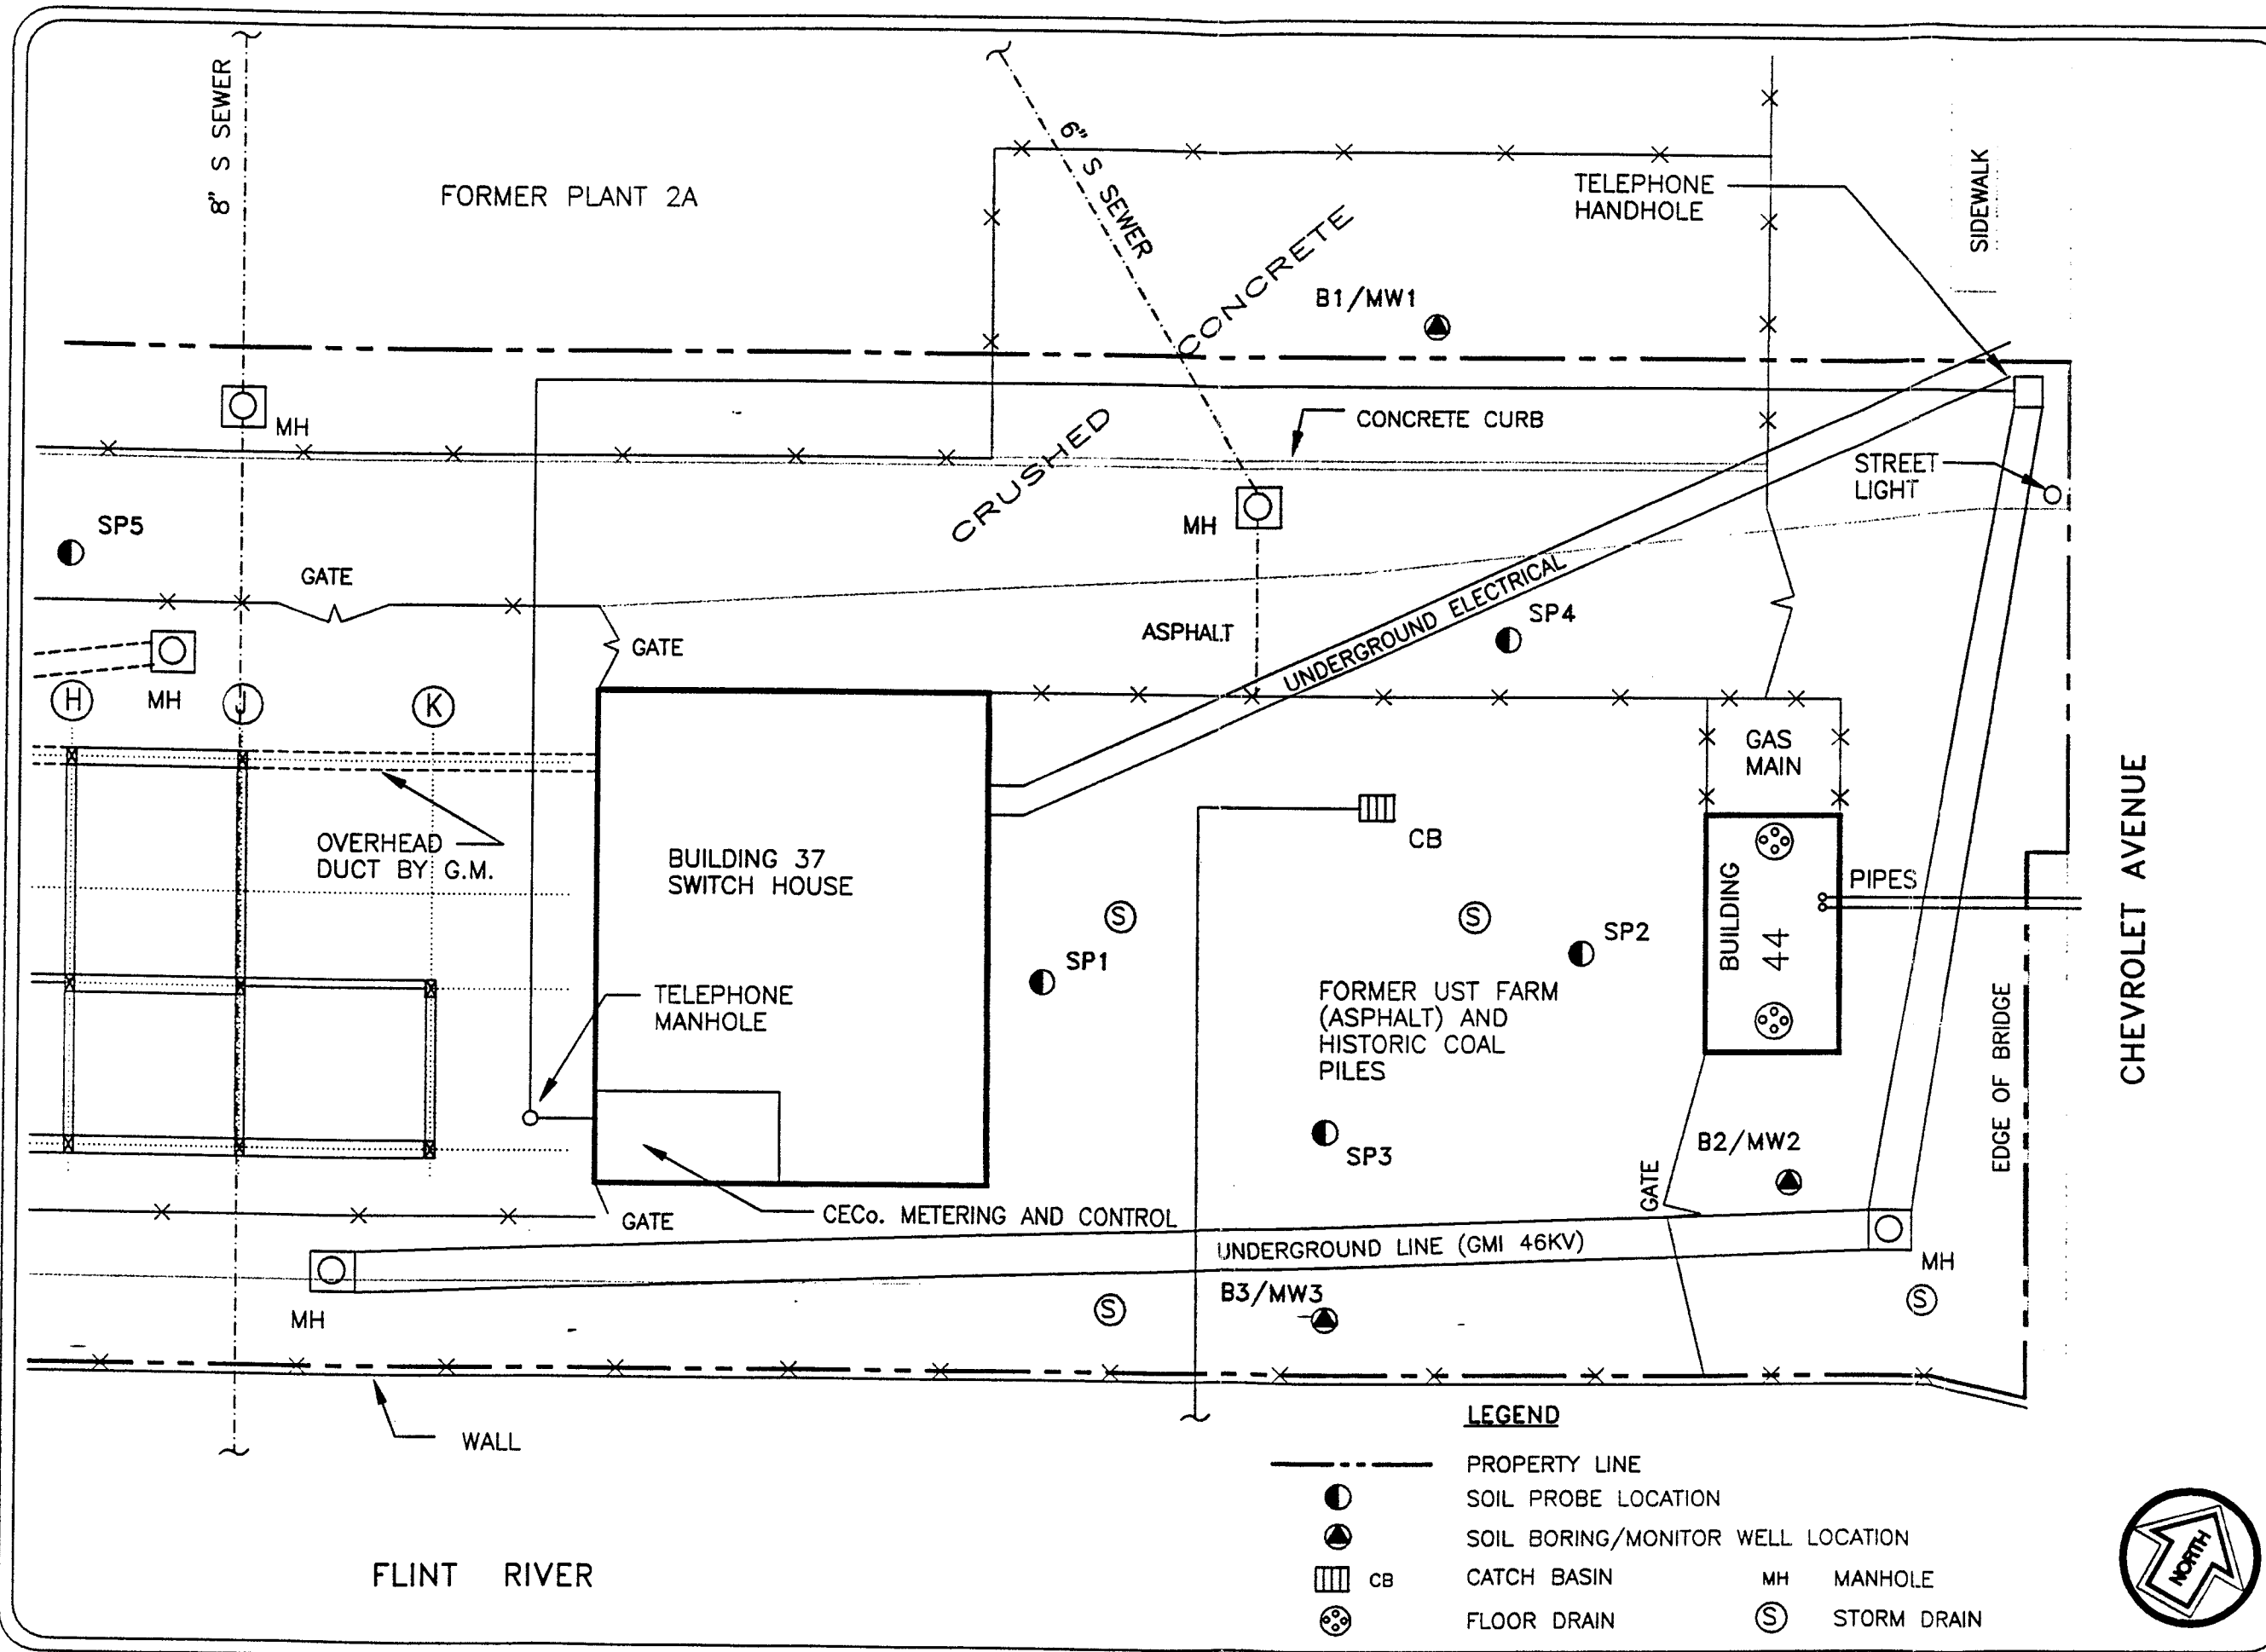 8" S SEWER
FORMER PLANT 2A
6" S SEWER
CRUSHED CONCRETE
B1/MW1
TELEPHONE
HANDHOLE
SIDEWALK
MH
CONCRETE CURB
STREET
LIGHT
MH
SP5
GATE
GATE
ASPHALT
UNDERGROUND ELECTRICAL
SP4
MH
H
J
K
GAS
MAIN
OVERHEAD
DUCT BY G.M.
BUILDING 37
SWITCH HOUSE
CB
BUILDING
44
PIPES
CHEVROLET AVENUE
S
S
SP1
SP2
TELEPHONE
MANHOLE
FORMER UST FARM
(ASPHALT) AND
HISTORIC COAL
PILES
EDGE OF BRIDGE
SP3
B2/MW2
GATE
GATE
CECo. METERING AND CONTROL
UNDERGROUND LINE (GMI 46KV)
MH
MH
B3/MW3
S
S
WALL
FLINT RIVER
LEGEND
PROPERTY LINE
SOIL PROBE LOCATION
SOIL BORING/MONITOR WELL LOCATION
CB CATCH BASIN MH MANHOLE
FLOOR DRAIN S STORM DRAIN
NORTH